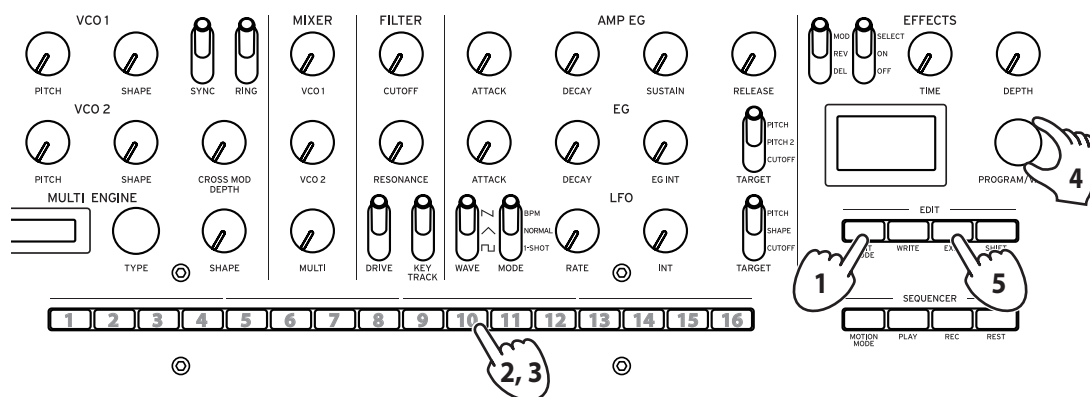 VCO 1 MIXER FILTER AMP EG EFFECTS
MOD SELECT
REV ON
DEL OFF
PITCH SHAPE SYNC RING VCO 1 CUTOFF ATTACK DECAY SUSTAIN RELEASE TIME DEPTH
VCO 2 EG
PITCH
PITCH 2
CUTOFF
PITCH SHAPE CROSS MOD DEPTH VCO 2 RESONANCE ATTACK DECAY EG INT TARGET PROGRAM/
4
MULTI ENGINE LFO
BPM PITCH
NORMAL SHAPE
1-SHOT CUTOFF
TYPE SHAPE MULTI DRIVE KEY TRACK WAVE MODE RATE INT TARGET
EDIT
WRITE SHIFT
1 5
1 2 3 4 5 6 7 8 9 10 11 12 13 14 15 16
SEQUENCER
MOTION MODE PLAY REC REST
2, 3